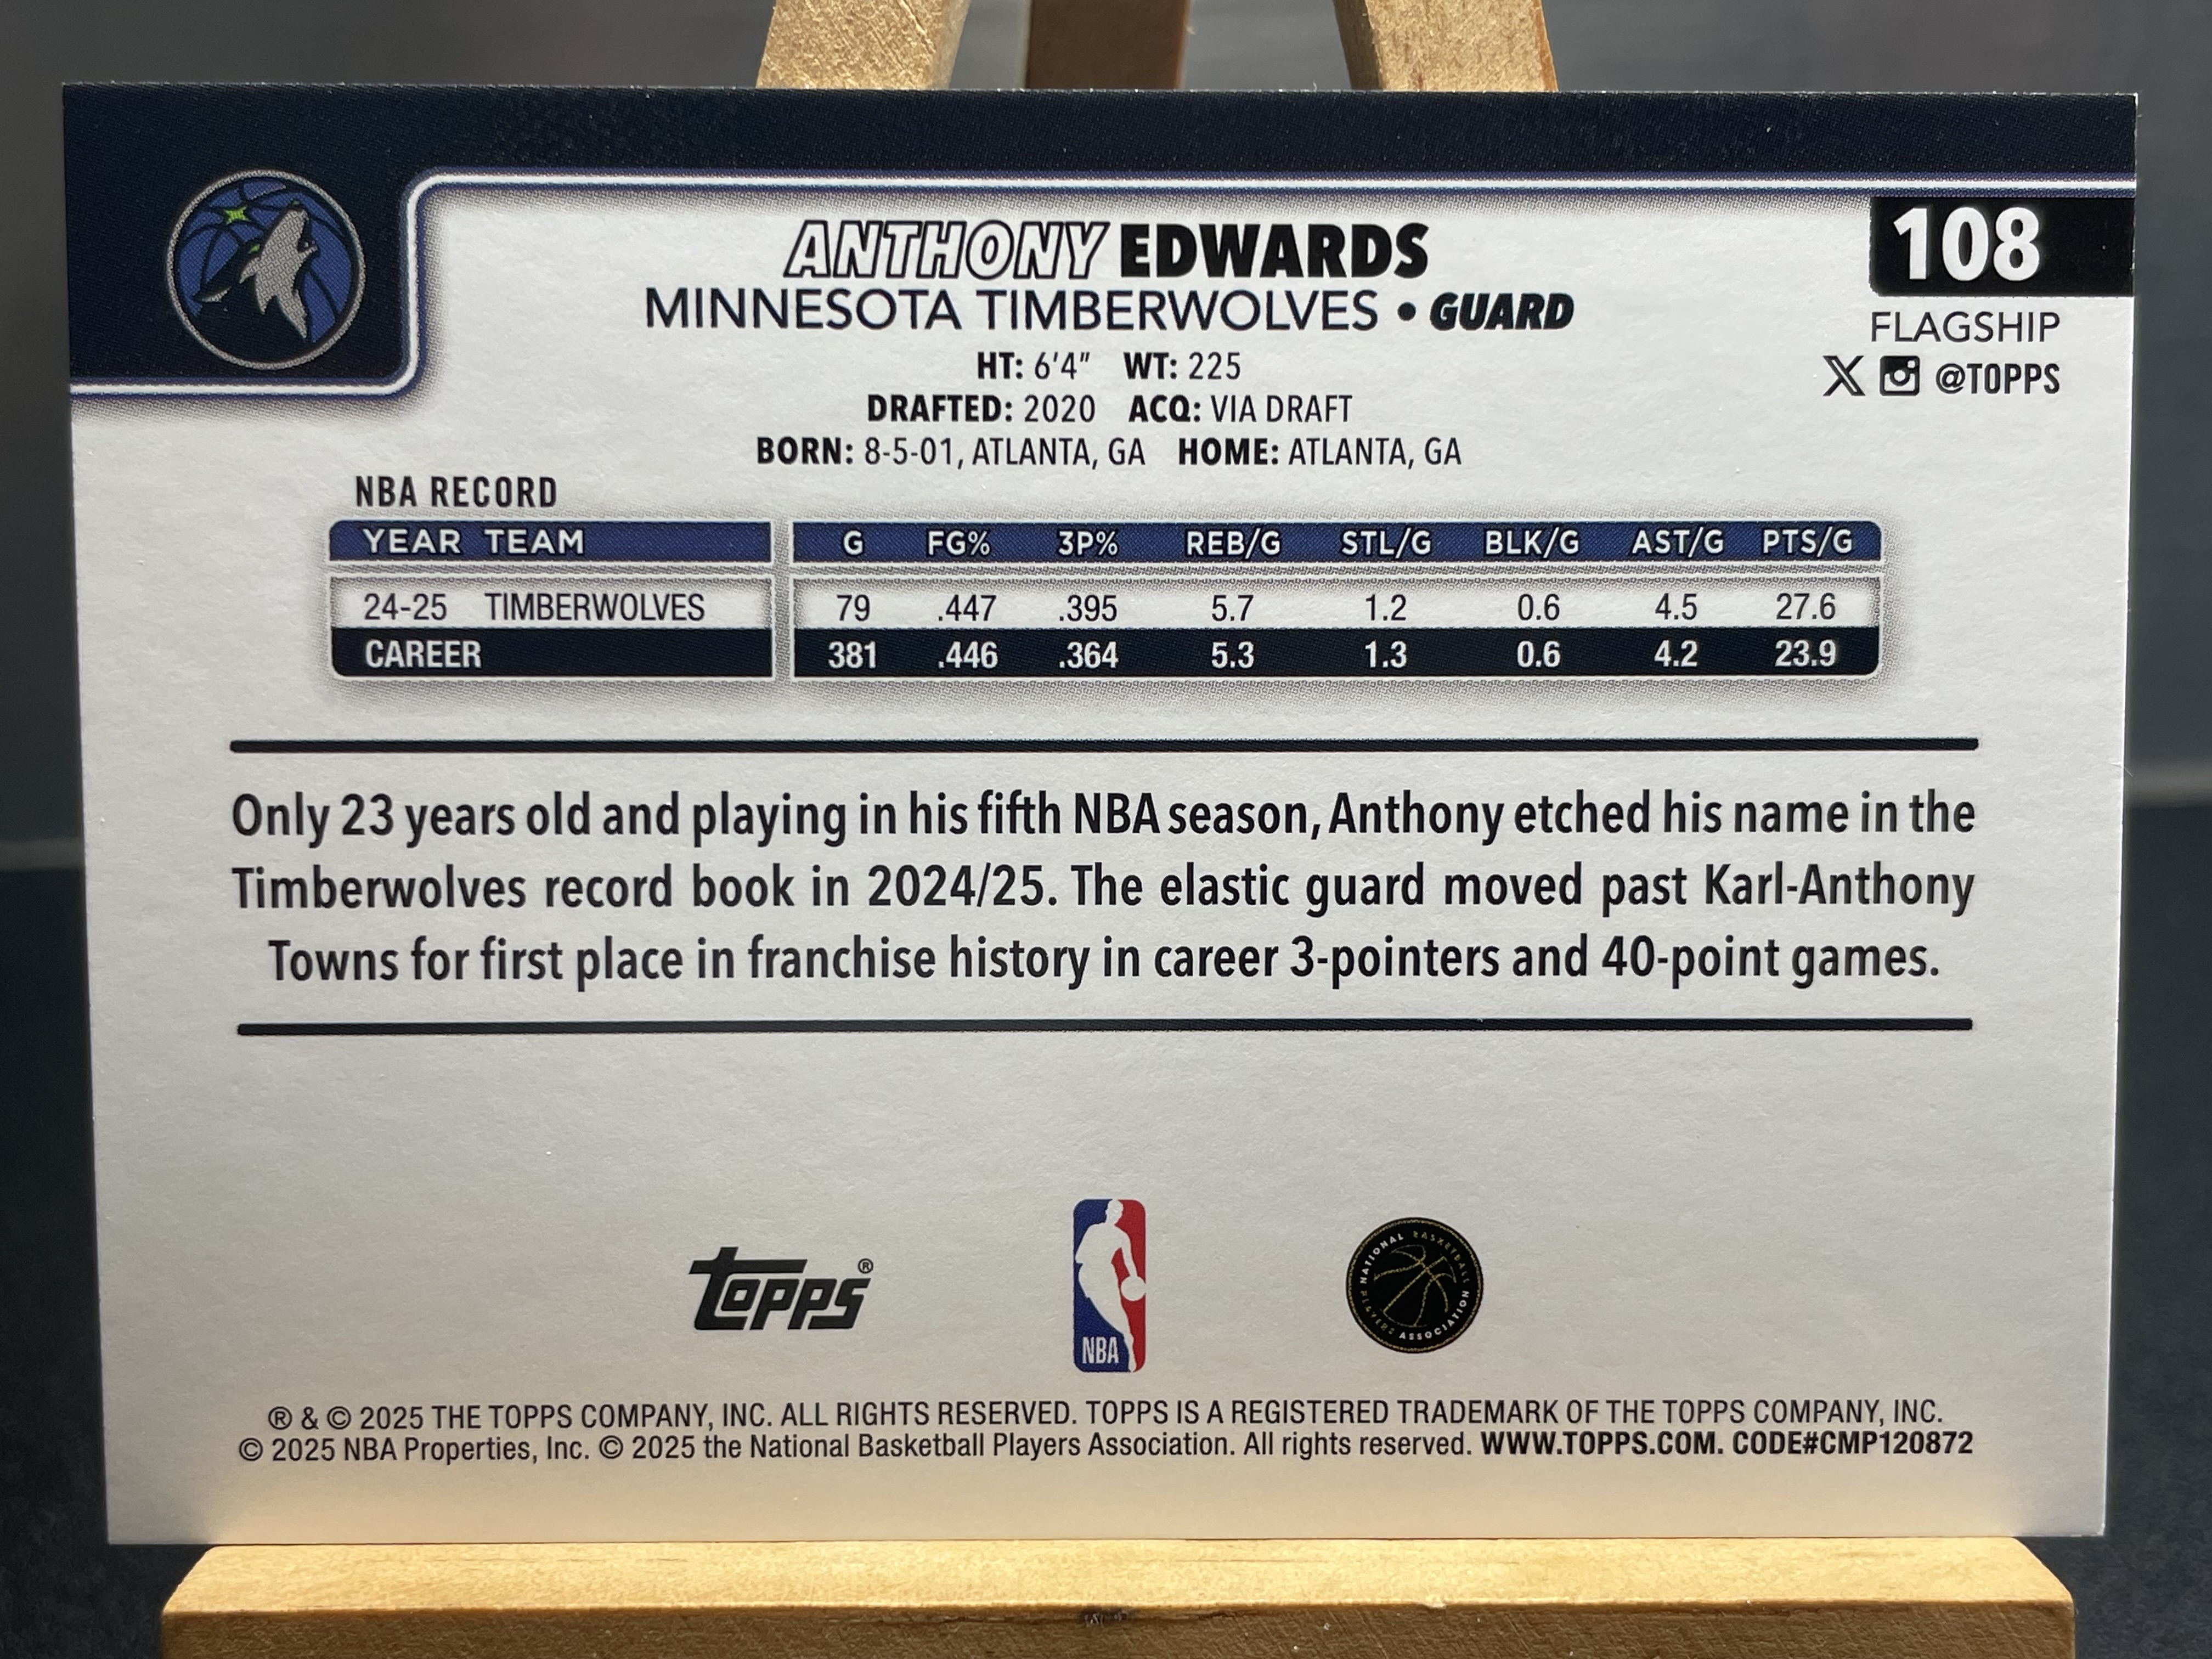 ANTHONY EDWARDS
MINNESOTA TIMBERWOLVES • GUARD
108
FLAGSHIP
X @TOPPS
HT: 6'4" WT: 225
DRAFTED: 2020 ACQ: VIA DRAFT
BORN: 8-5-01, ATLANTA, GA HOME: ATLANTA, GA
NBA RECORD
YEAR TEAM G FG% 3P% REB/G STL/G BLK/G AST/G PTS/G
24-25 TIMBERWOLVES 79 .447 .395 5.7 1.2 0.6 4.5 27.6
CAREER 381 .446 .364 5.3 1.3 0.6 4.2 23.9
Only 23 years old and playing in his fifth NBA season, Anthony etched his name in the
Timberwolves record book in 2024/25. The elastic guard moved past Karl-Anthony
Towns for first place in franchise history in career 3-pointers and 40-point games.
topps®
NBA
NATIONAL BASKETBALL PLAYERS ASSOCIATION
® & © 2025 THE TOPPS COMPANY, INC. ALL RIGHTS RESERVED. TOPPS IS A REGISTERED TRADEMARK OF THE TOPPS COMPANY, INC.
© 2025 NBA Properties, Inc. © 2025 the National Basketball Players Association. All rights reserved. WWW.TOPPS.COM. CODE#CMP120872